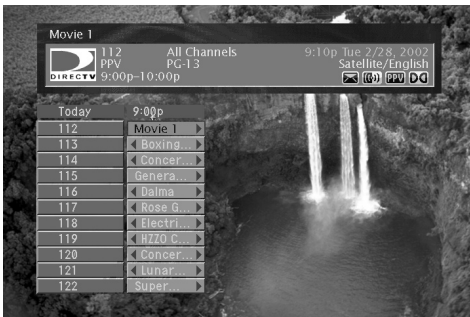 Movie 1
112 All Channels 9:10p Tue 2/28, 2002
PPV PG-13 Satellite/English
DIRECTV 9:00p-10:00p PPV
Today 9:00p
112 Movie 1
113 Boxing...
114 Concer...
115 Genera...
116 Dalma
117 Rose G...
118 Electri...
119 HZZO C...
120 Concer...
121 Lunar...
122 Super...